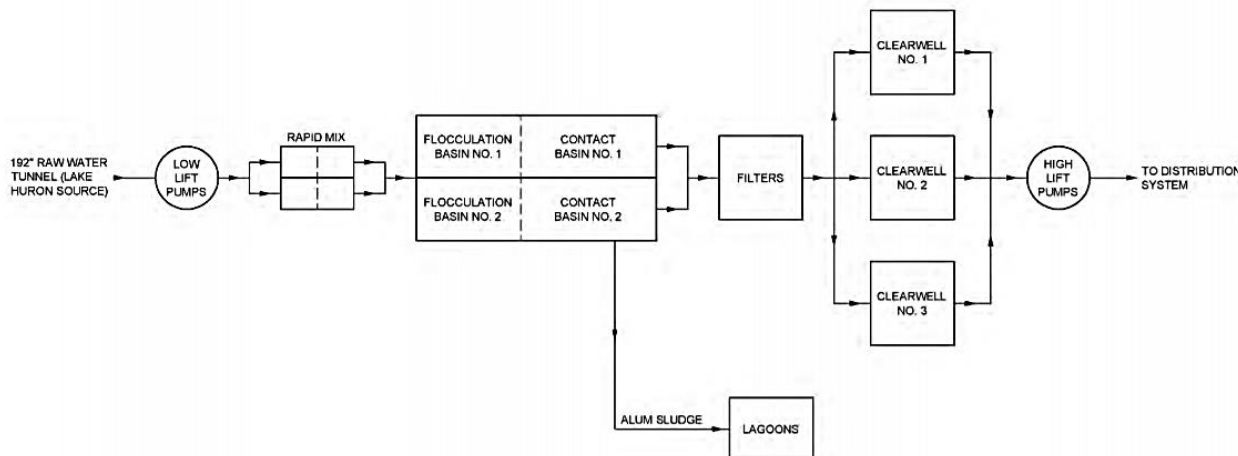 192" RAW WATER
TUNNEL (LAKE
HURON SOURCE)
LOW
LIFT
PUMPS
RAPID MIX
FLOCCULATION
BASIN NO. 1
CONTACT
BASIN NO. 1
FLOCCULATION
BASIN NO. 2
CONTACT
BASIN NO. 2
FILTERS
CLEARWELL
NO. 1
CLEARWELL
NO. 2
CLEARWELL
NO. 3
HIGH
LIFT
PUMPS
TO DISTRIBUTION
SYSTEM
ALUM SLUDGE
LAGOONS